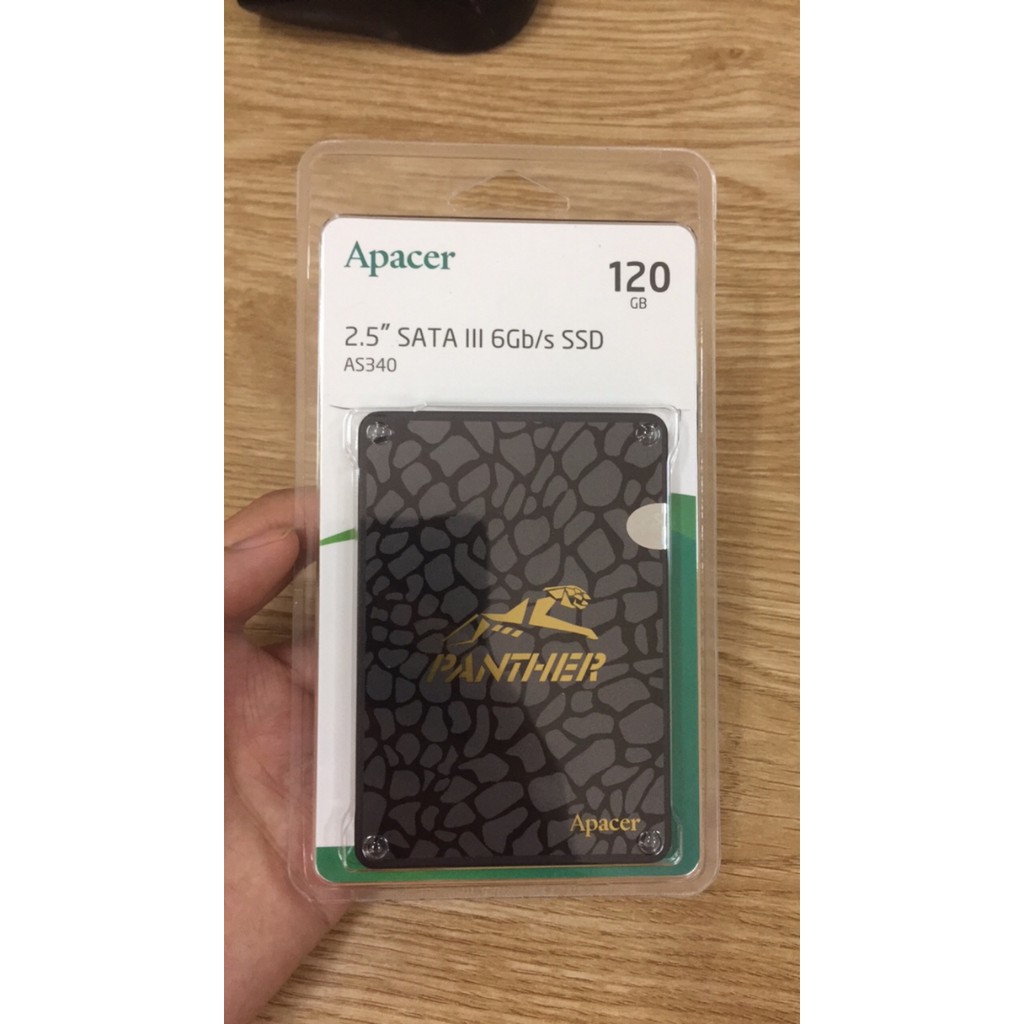 Apacer
120
GB
2.5" SATA III 6Gb/s SSD
AS340
PANTHER
Apacer